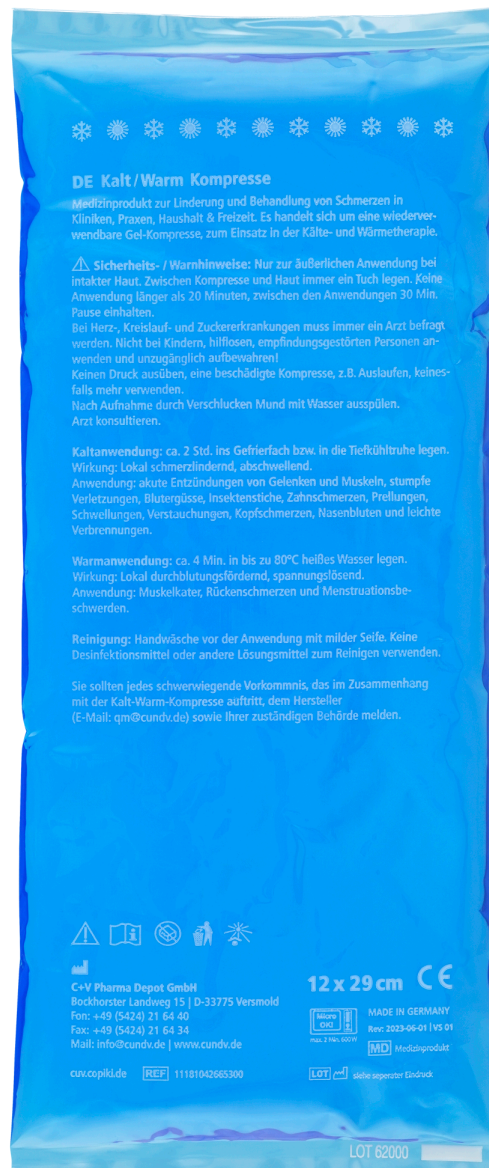 DE Kalt/Warm Kompresse
Medizinprodukt zur Linderung und Behandlung von Schmerzen in
Kliniken, Praxen, Haushalt & Freizeit. Es handelt sich um eine wiederver-
wendbare Gel-Kompresse, zum Einsatz in der Kälte- und Wärmetherapie.
Sicherheits- / Warnhinweise: Nur zur äußerlichen Anwendung bei
intakter Haut. Zwischen Kompresse und Haut immer ein Tuch legen. Keine
Anwendung länger als 20 Minuten, zwischen den Anwendungen 30 Min.
Pause einhalten.
Bei Herz-, Kreislauf- und Zuckererkrankungen muss immer ein Arzt befragt
werden. Nicht bei Kindern, hilflosen, empfindungsgestörten Personen an-
wenden und unzugänglich aufbewahren!
Keinen Druck ausüben, eine beschädigte Kompresse, z.B. Auslaufen, keines-
falls mehr verwenden.
Nach Aufnahme durch Verschlucken Mund mit Wasser ausspülen.
Arzt konsultieren.
Kaltanwendung: ca. 2 Std. ins Gefrierfach bzw. in die Tiefkühltruhe legen.
Wirkung: Lokal schmerzlindernd, abschwellend.
Anwendung: akute Entzündungen von Gelenken und Muskeln, stumpfe
Verletzungen, Blutergüsse, Insektenstiche, Zahnschmerzen, Prellungen,
Schwellungen, Verstauchungen, Kopfschmerzen, Nasenbluten und leichte
Verbrennungen.
Warmanwendung: ca. 4 Min. in bis zu 80°C heißes Wasser legen.
Wirkung: Lokal durchblutungsfördernd, spannungslösend.
Anwendung: Muskelkater, Rückenschmerzen und Menstruationsbe-
schwerden.
Reinigung: Handwäsche vor der Anwendung mit milder Seife. Keine
Desinfektionsmittel oder andere Lösungsmittel zum Reinigen verwenden.
Sie sollten jedes schwerwiegende Vorkommnis, das im Zusammenhang
mit der Kalt-Warm-Kompresse auftritt, dem Hersteller
(E-Mail: qm@cundv.de) sowie Ihrer zuständigen Behörde melden.
C+V Pharma Depot GmbH
Bockhorster Landweg 15 | D-33775 Versmold
Fon: +49 (5424) 21 64 40
Fax: +49 (5424) 21 64 34
Mail: info@cundv.de | www.cundv.de
cuv.copiki.de REF 11181042665300
12 x 29 cm CE
Micro
OK!
max. 2 Min. 600 W
MADE IN GERMANY
Rev: 2023-06-01 | VS 01
MD Medizinprodukt
LOT siehe seperater Eindruck
LOT 62000